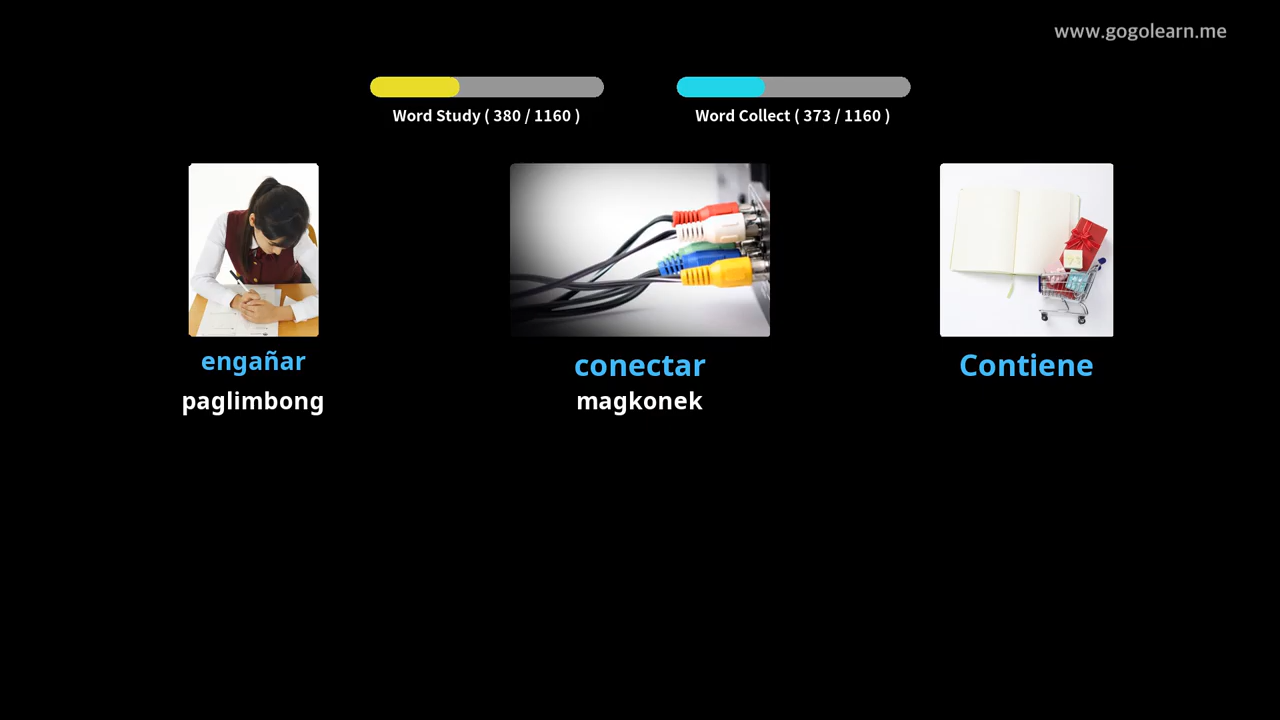 www.gogolearn.me
Word Study ( 380 / 1160 )
Word Collect ( 373 / 1160 )
engañar
conectar
Contiene
paglimbong
magkonek